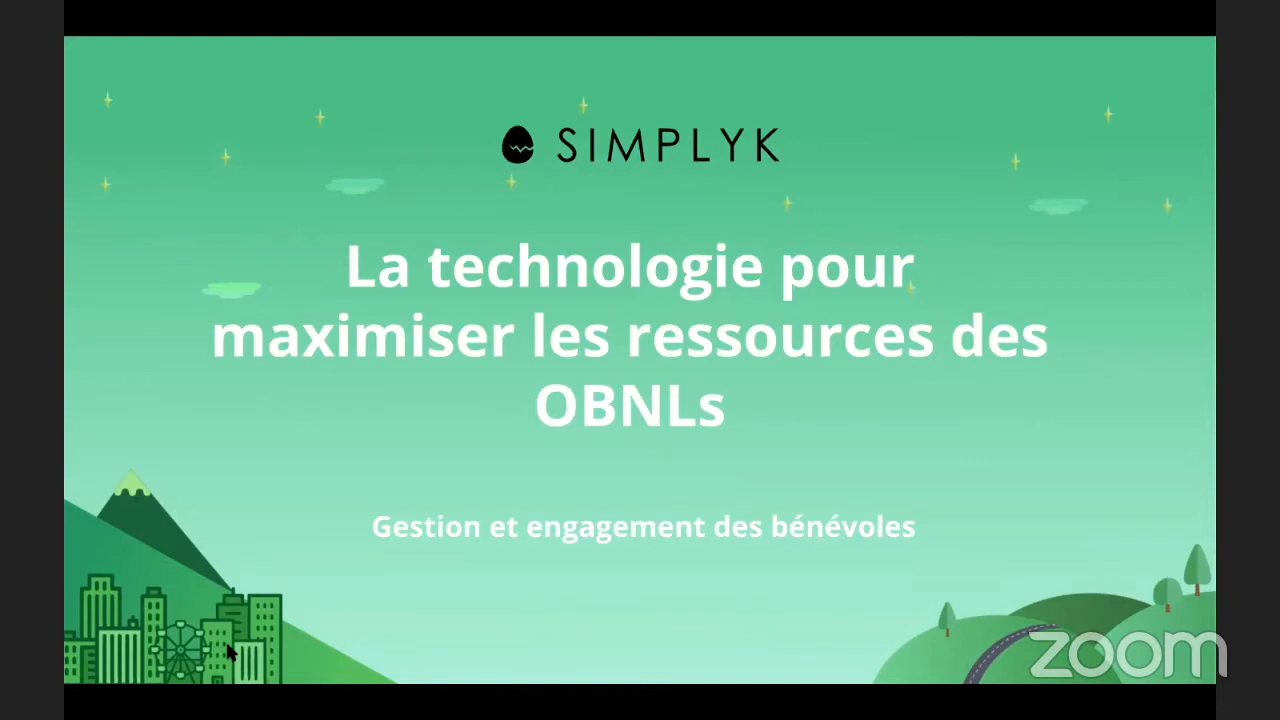 SIMPLYK
La technologie pour
maximiser les ressources des
OBNLs
Gestion et engagement des bénévoles
zoom